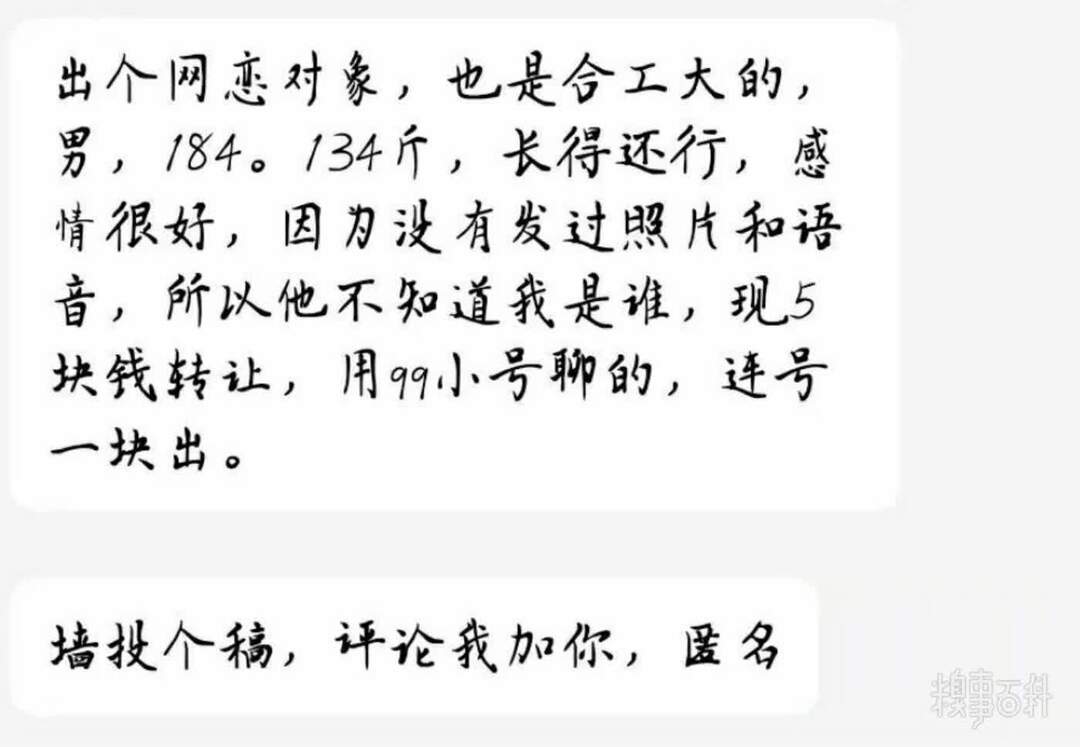 出个网恋对象，也是合工大的，
男，184。134斤，长得还行，感
情很好，因为没有发过照片和语
音，所以他不知道我是谁，现5
块钱转让，用qq小号聊的，连号
一块出。
墙投个稿，评论我加你，匿名
糗事百科